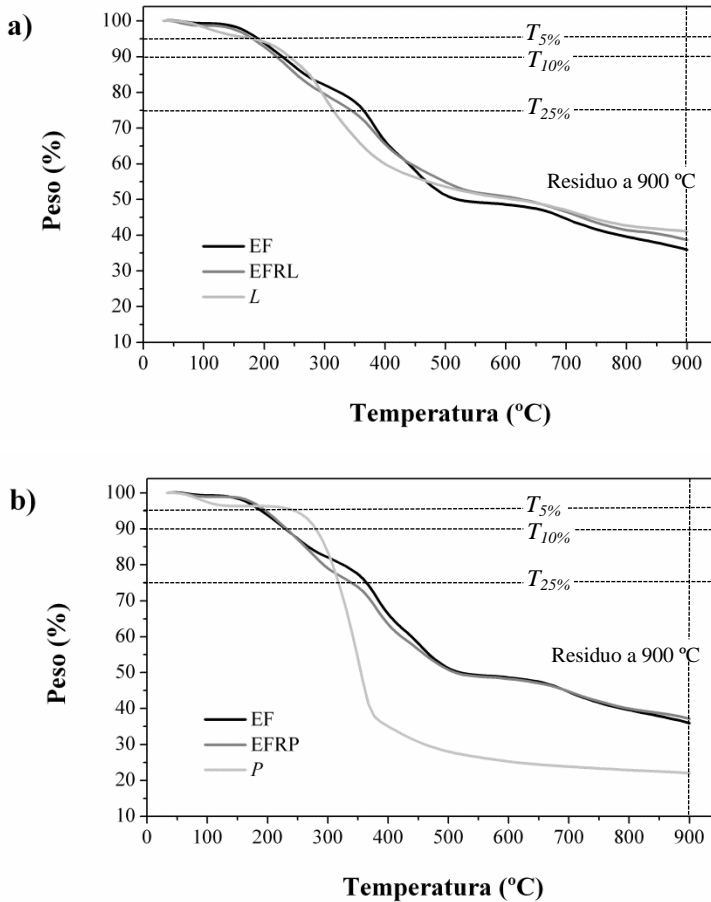 a)
100
90
80
70
60
50
40
30
20
10
Peso (%)
T5%
T10%
T25%
Residuo a 900 ºC
EF
EFRL
L
0 100 200 300 400 500 600 700 800 900
Temperatura (ºC)
b)
100
90
80
70
60
50
40
30
20
10
Peso (%)
T5%
T10%
T25%
Residuo a 900 ºC
EF
EFRP
P
0 100 200 300 400 500 600 700 800 900
Temperatura (ºC)